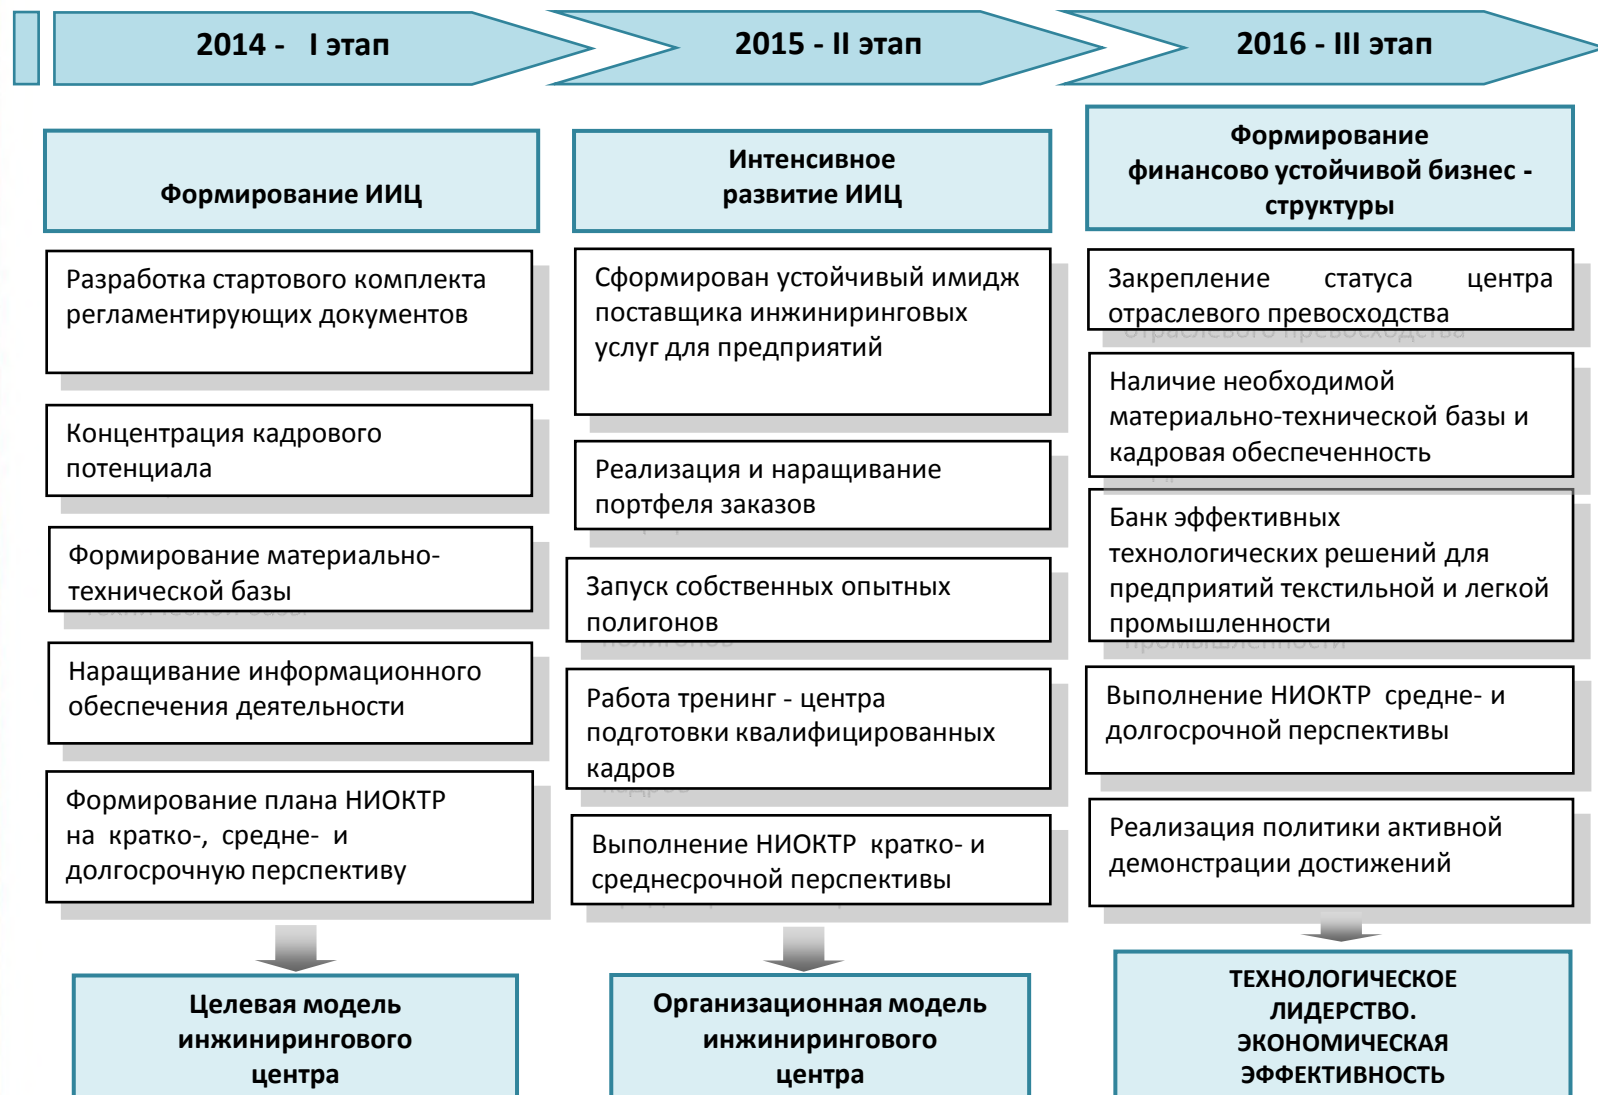 2014 - I этап
2015 - II этап
2016 - III этап
Формирование ИИЦ
Разработка стартового комплекта
регламентирующих документов
Концентрация кадрового
потенциала
Формирование материально-
технической базы
Наращивание информационного
обеспечения деятельности
Формирование плана НИОКТР
на кратко-, средне- и
долгосрочную перспективу
Целевая модель
инжинирингового
центра
Интенсивное
развитие ИИЦ
Сформирован устойчивый имидж
поставщика инжиниринговых
услуг для предприятий
Реализация и наращивание
портфеля заказов
Запуск собственных опытных
полигонов
Работа тренинг - центра
подготовки квалифицированных
кадров
Выполнение НИОКТР кратко- и
среднесрочной перспективы
Организационная модель
инжинирингового
центра
Формирование
финансово устойчивой бизнес -
структуры
Закрепление статуса центра
отраслевого превосходства
Наличие необходимой
материально-технической базы и
кадровая обеспеченность
Банк эффективных
технологических решений для
предприятий текстильной и легкой
промышленности
Выполнение НИОКТР средне- и
долгосрочной перспективы
Реализация политики активной
демонстрации достижений
ТЕХНОЛОГИЧЕСКОЕ
ЛИДЕРСТВО.
ЭКОНОМИЧЕСКАЯ
ЭФФЕКТИВНОСТЬ